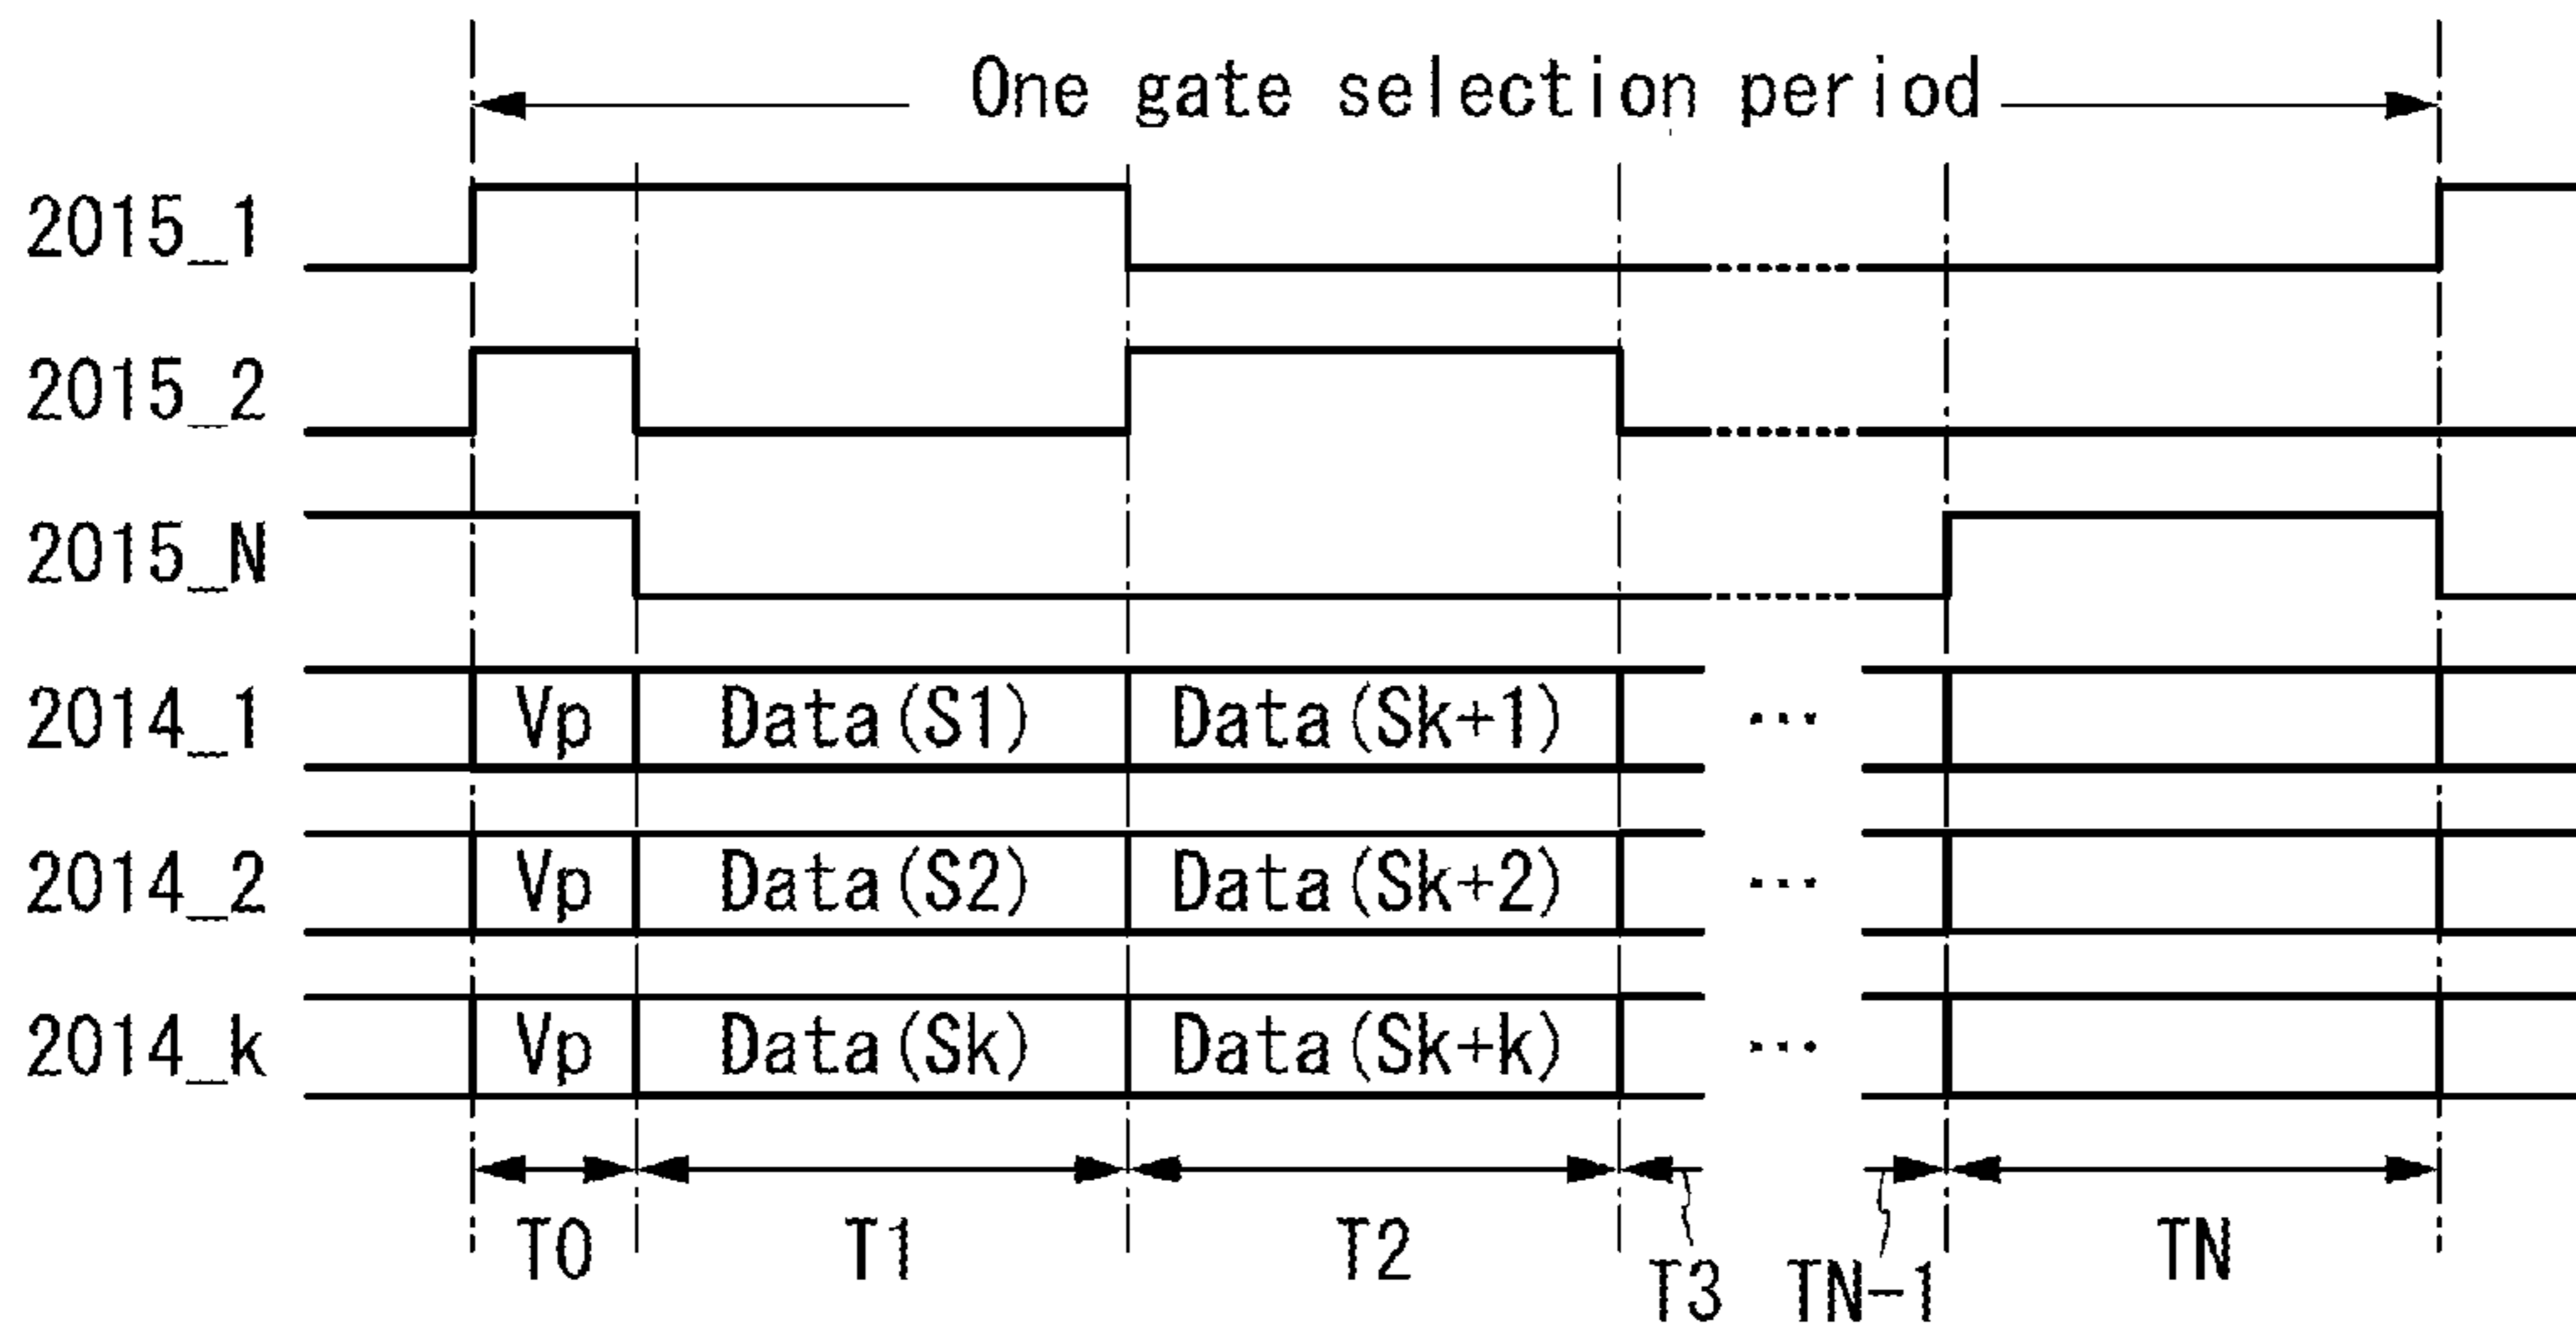 One gate selection period
2015_1
2015_2
2015_N
2014_1 Vp Data(S1) Data(Sk+1) ...
2014_2 Vp Data(S2) Data(Sk+2) ...
2014_k Vp Data(Sk) Data(Sk+k) ...
T0 T1 T2 T3 TN-1 TN